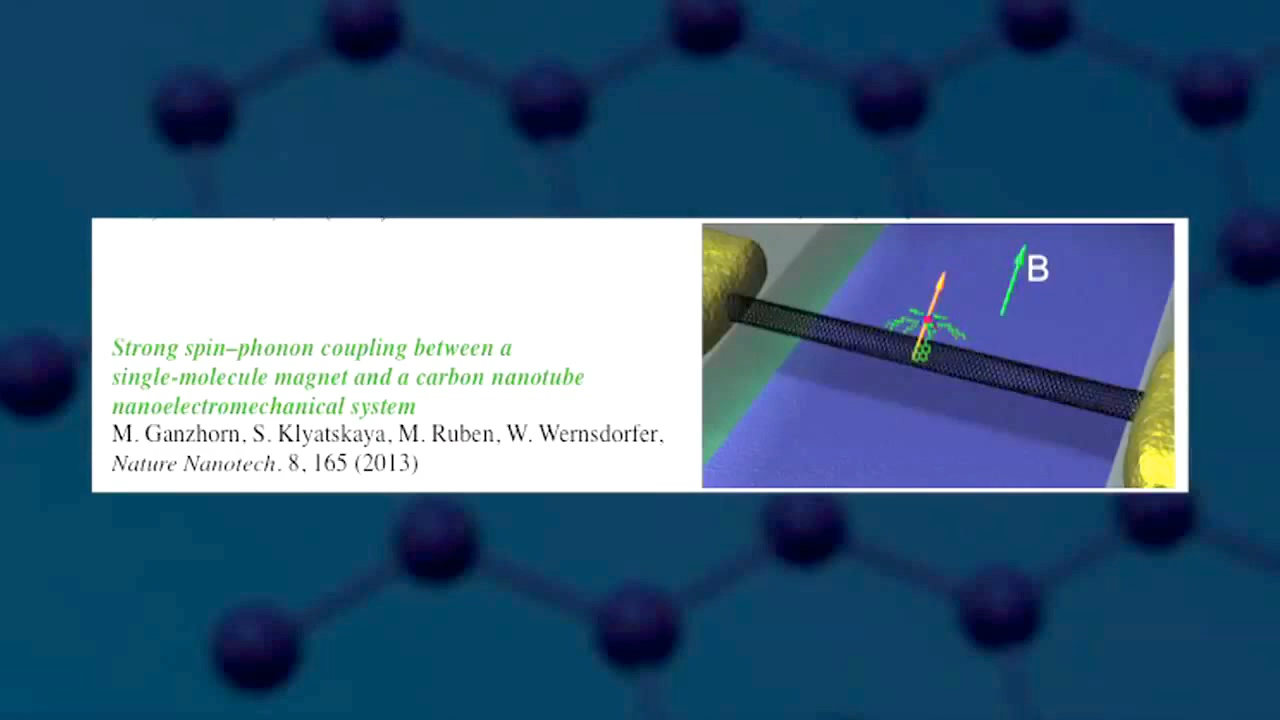 Strong spin–phonon coupling between a
single-molecule magnet and a carbon nanotube
nanoelectromechanical system
M. Ganzhorn, S. Klyatskaya, M. Ruben, W. Wernsdorfer,
Nature Nanotech. 8, 165 (2013)
B